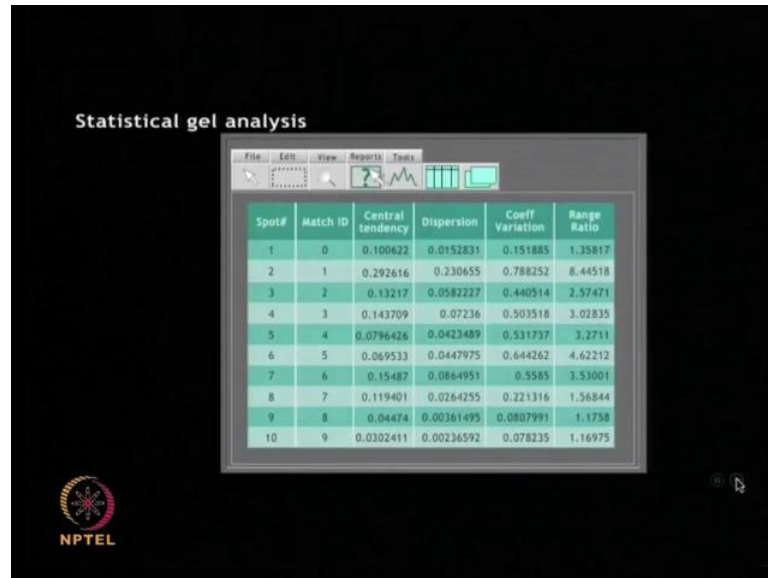 Statistical gel analysis
File Edit View Reports Tools
?
Spot# Match ID Central tendency Dispersion Coeff Variation Range Ratio
1 0 0.100622 0.0152831 0.151885 1.35817
2 1 0.292616 0.230655 0.788252 8.44518
3 2 0.13217 0.0582227 0.440514 2.57471
4 3 0.143709 0.07236 0.503518 3.02835
5 4 0.0796426 0.0423489 0.531737 3.2711
6 5 0.069533 0.0447975 0.644262 4.62212
7 6 0.15487 0.0864951 0.5585 3.53001
8 7 0.119401 0.0264255 0.221316 1.56844
9 8 0.04474 0.00361495 0.0807991 1.1758
10 9 0.0302411 0.00236592 0.078235 1.16975
NPTEL